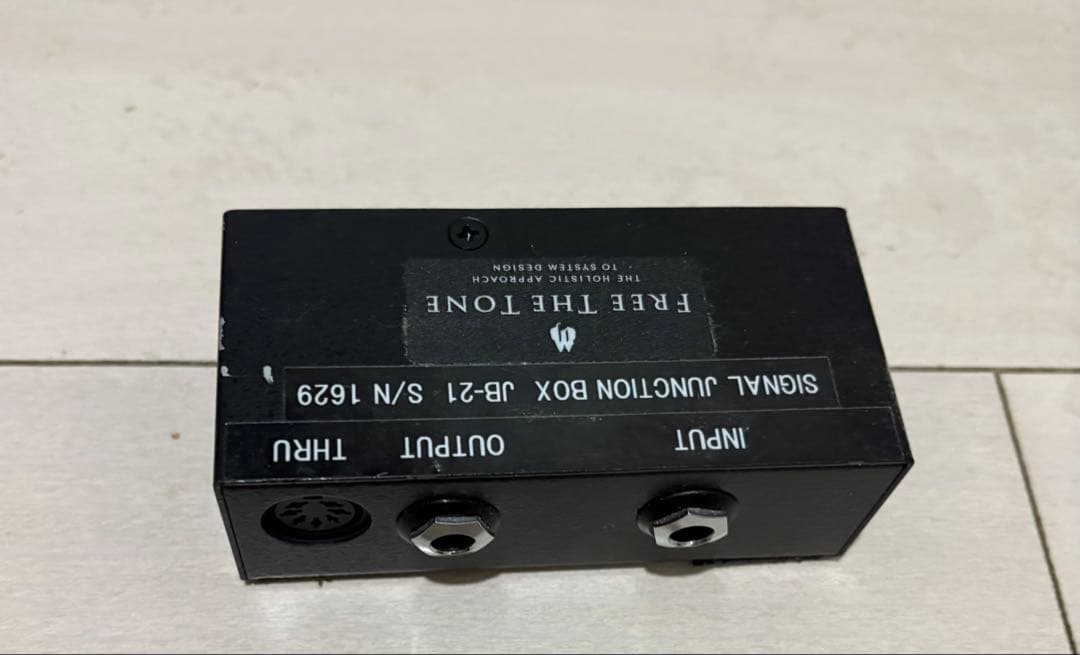 INPUT OUTPUT THRU
SIGNAL JUNCTION BOX JB-21 S/N 1629
FREE THE TONE
THE HOLISTIC APPROACH
TO SYSTEM DESIGN